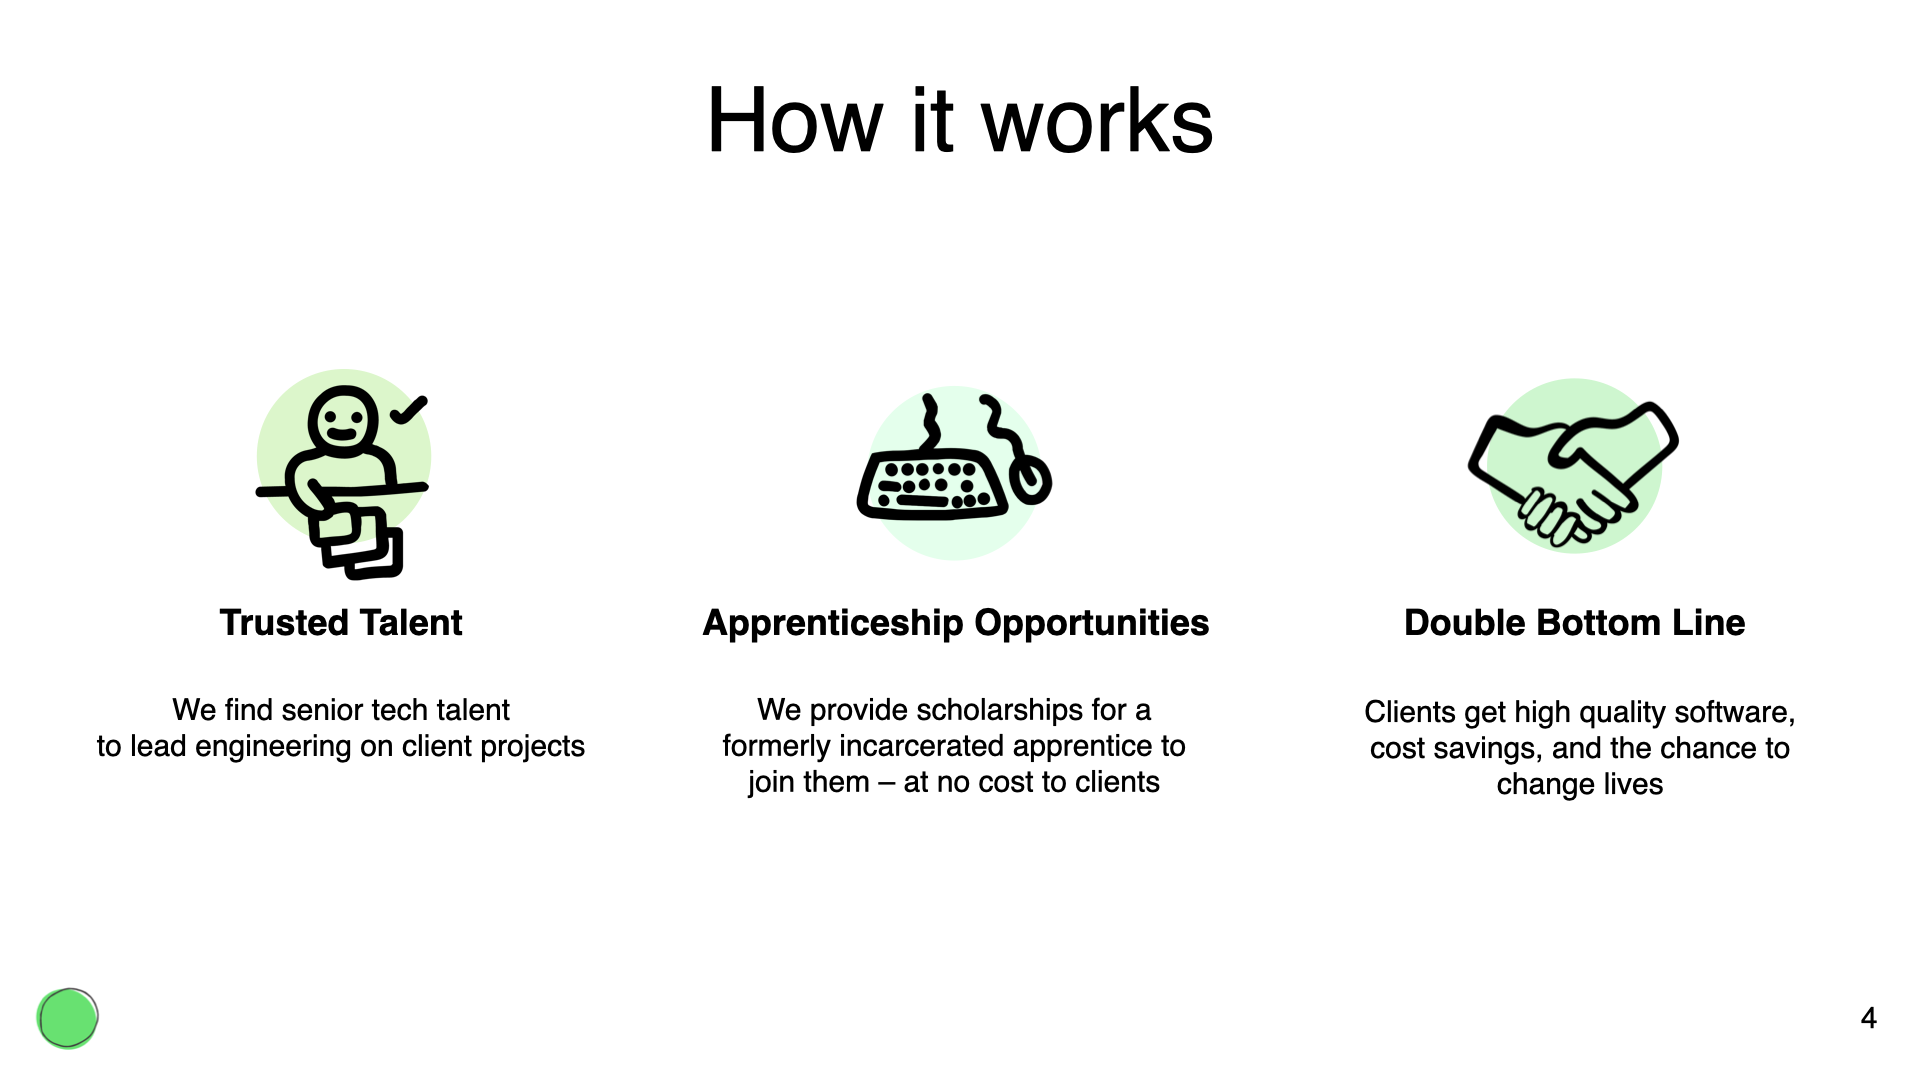 How it works
Trusted Talent
We find senior tech talent
to lead engineering on client projects
Apprenticeship Opportunities
We provide scholarships for a
formerly incarcerated apprentice to
join them – at no cost to clients
Double Bottom Line
Clients get high quality software,
cost savings, and the chance to
change lives
4